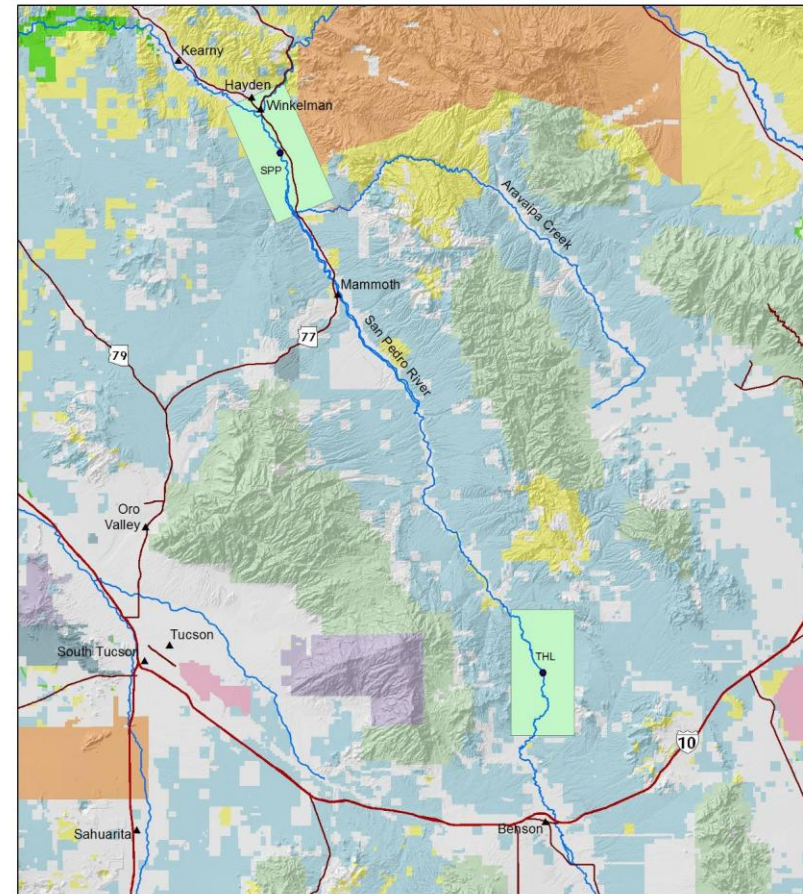 Kearny
Hayden
Winkelman
SPP
Aravaipa Creek
Mammoth
77
79
San Pedro River
Oro
Valley
Tucson
South Tucson
THL
10
Sahuarita
Benson